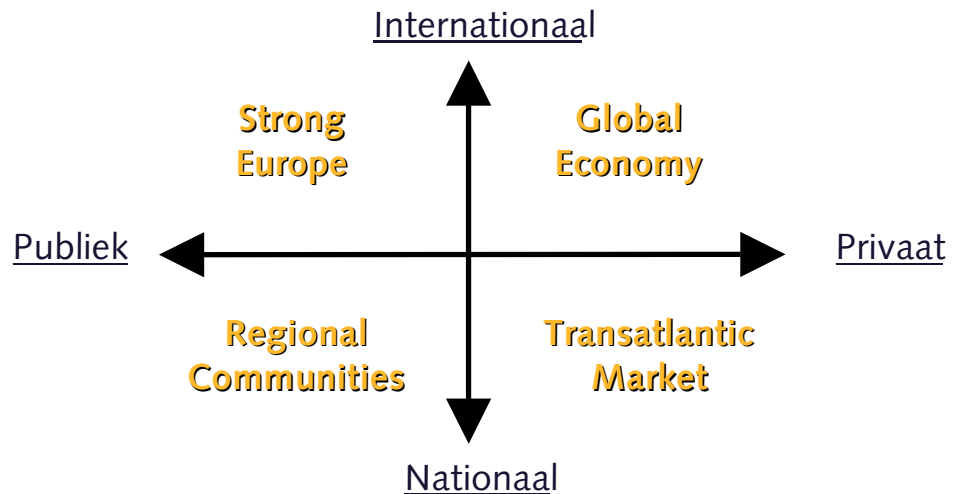 Internationaal
Strong
Europe
Global
Economy
Publiek
Privaat
Regional
Communities
Transatlantic
Market
Nationaal